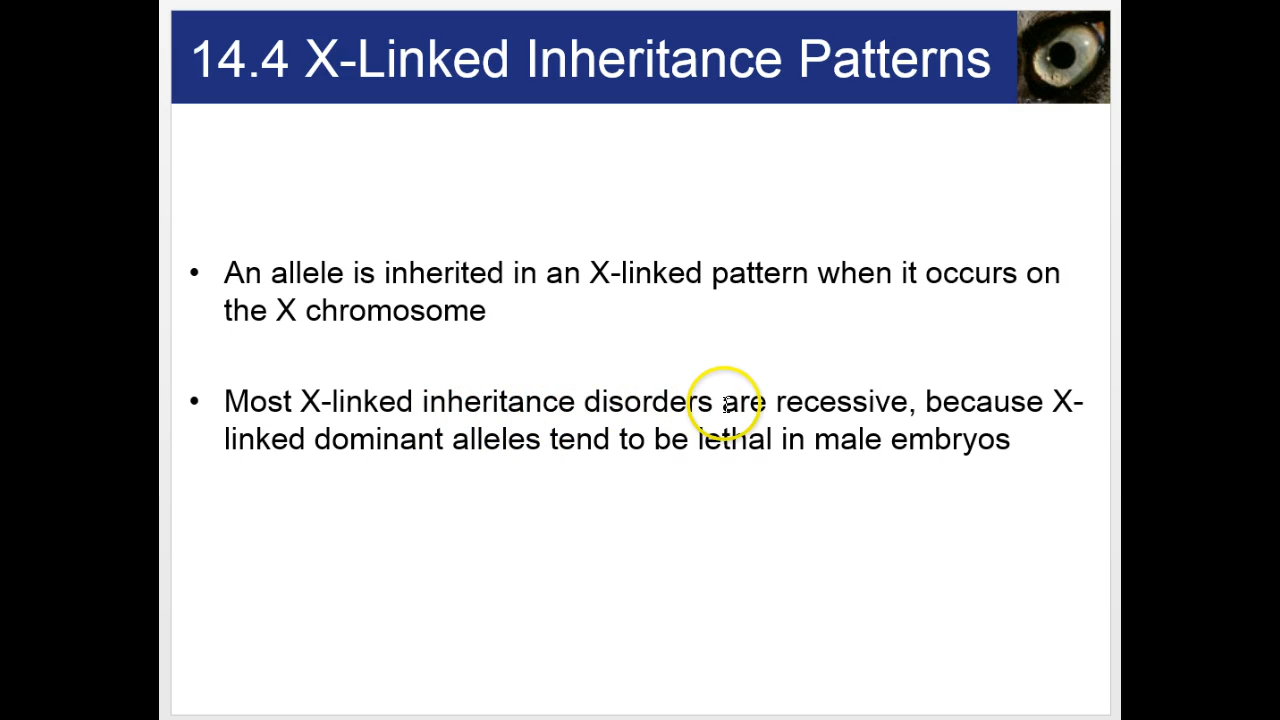 14.4 X-Linked Inheritance Patterns
• An allele is inherited in an X-linked pattern when it occurs on
the X chromosome
• Most X-linked inheritance disorders are recessive, because X-
linked dominant alleles tend to be lethal in male embryos